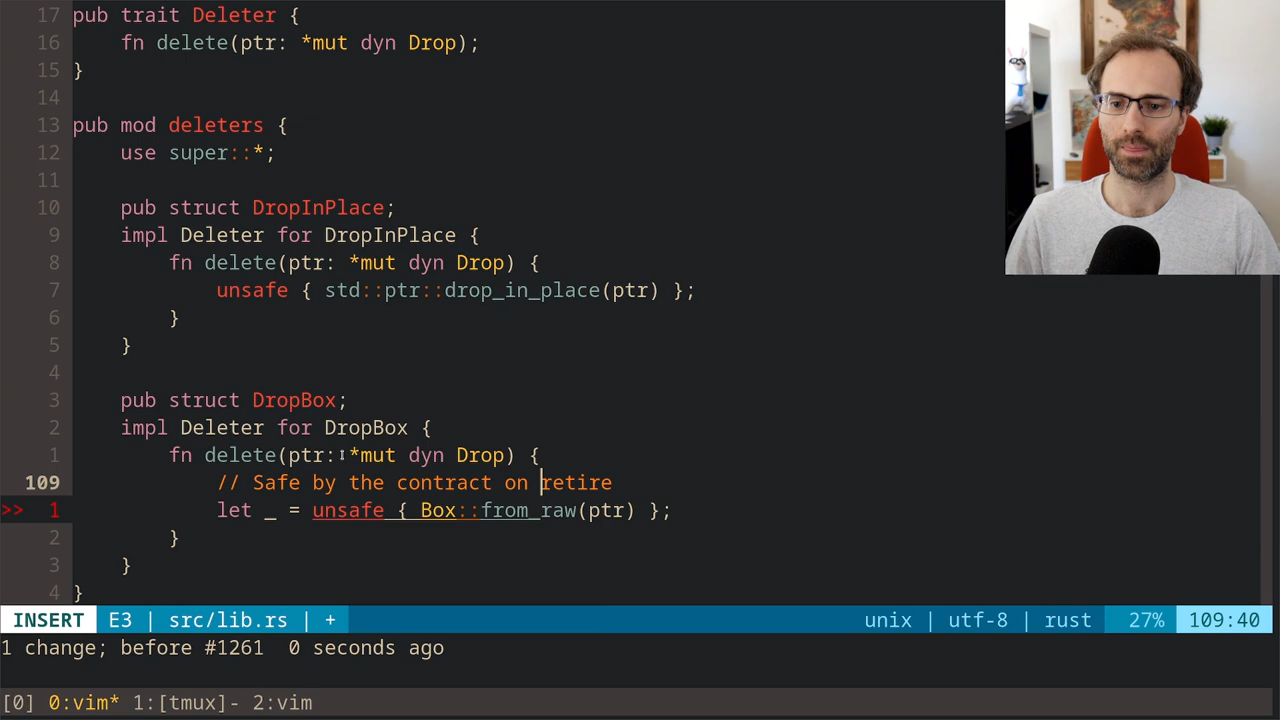 17 pub trait Deleter {
16 fn delete(ptr: *mut dyn Drop);
15 }
14
13 pub mod deleters {
12 use super::*;
11
10 pub struct DropInPlace;
9 impl Deleter for DropInPlace {
8 fn delete(ptr: *mut dyn Drop) {
7 unsafe { std::ptr::drop_in_place(ptr) };
6 }
5 }
4
3 pub struct DropBox;
2 impl Deleter for DropBox {
1 fn delete(ptr: *mut dyn Drop) {
109 // Safe by the contract on retire
>> 1 let _ = unsafe { Box::from_raw(ptr) };
2 }
3 }
4 }
INSERT E3 | src/lib.rs | + unix | utf-8 | rust 27% 109:40
1 change; before #1261 0 seconds ago
[0] 0:vim* 1:[tmux]- 2:vim